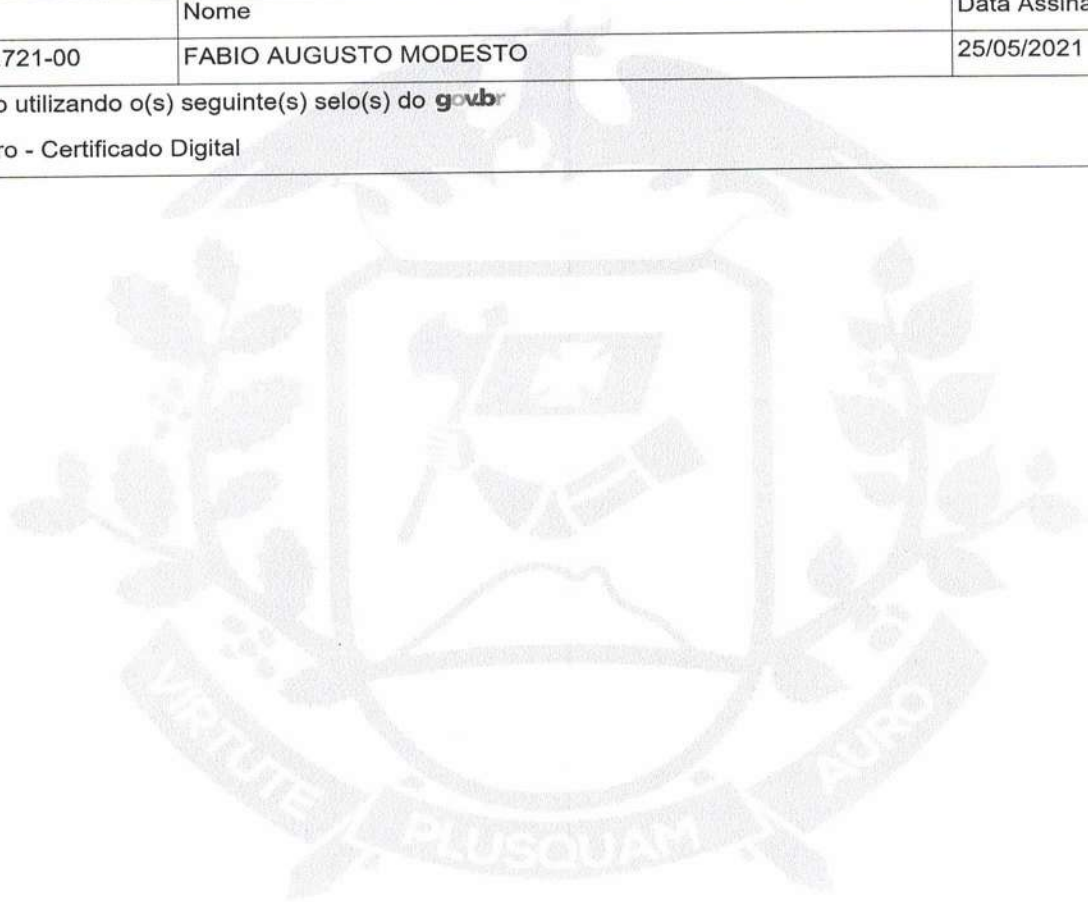 Nome Data Assina
721-00 FABIO AUGUSTO MODESTO 25/05/2021
o utilizando o(s) seguinte(s) selo(s) do gov.br
ro - Certificado Digital
VIRTUTE PLUSQUAM AURO